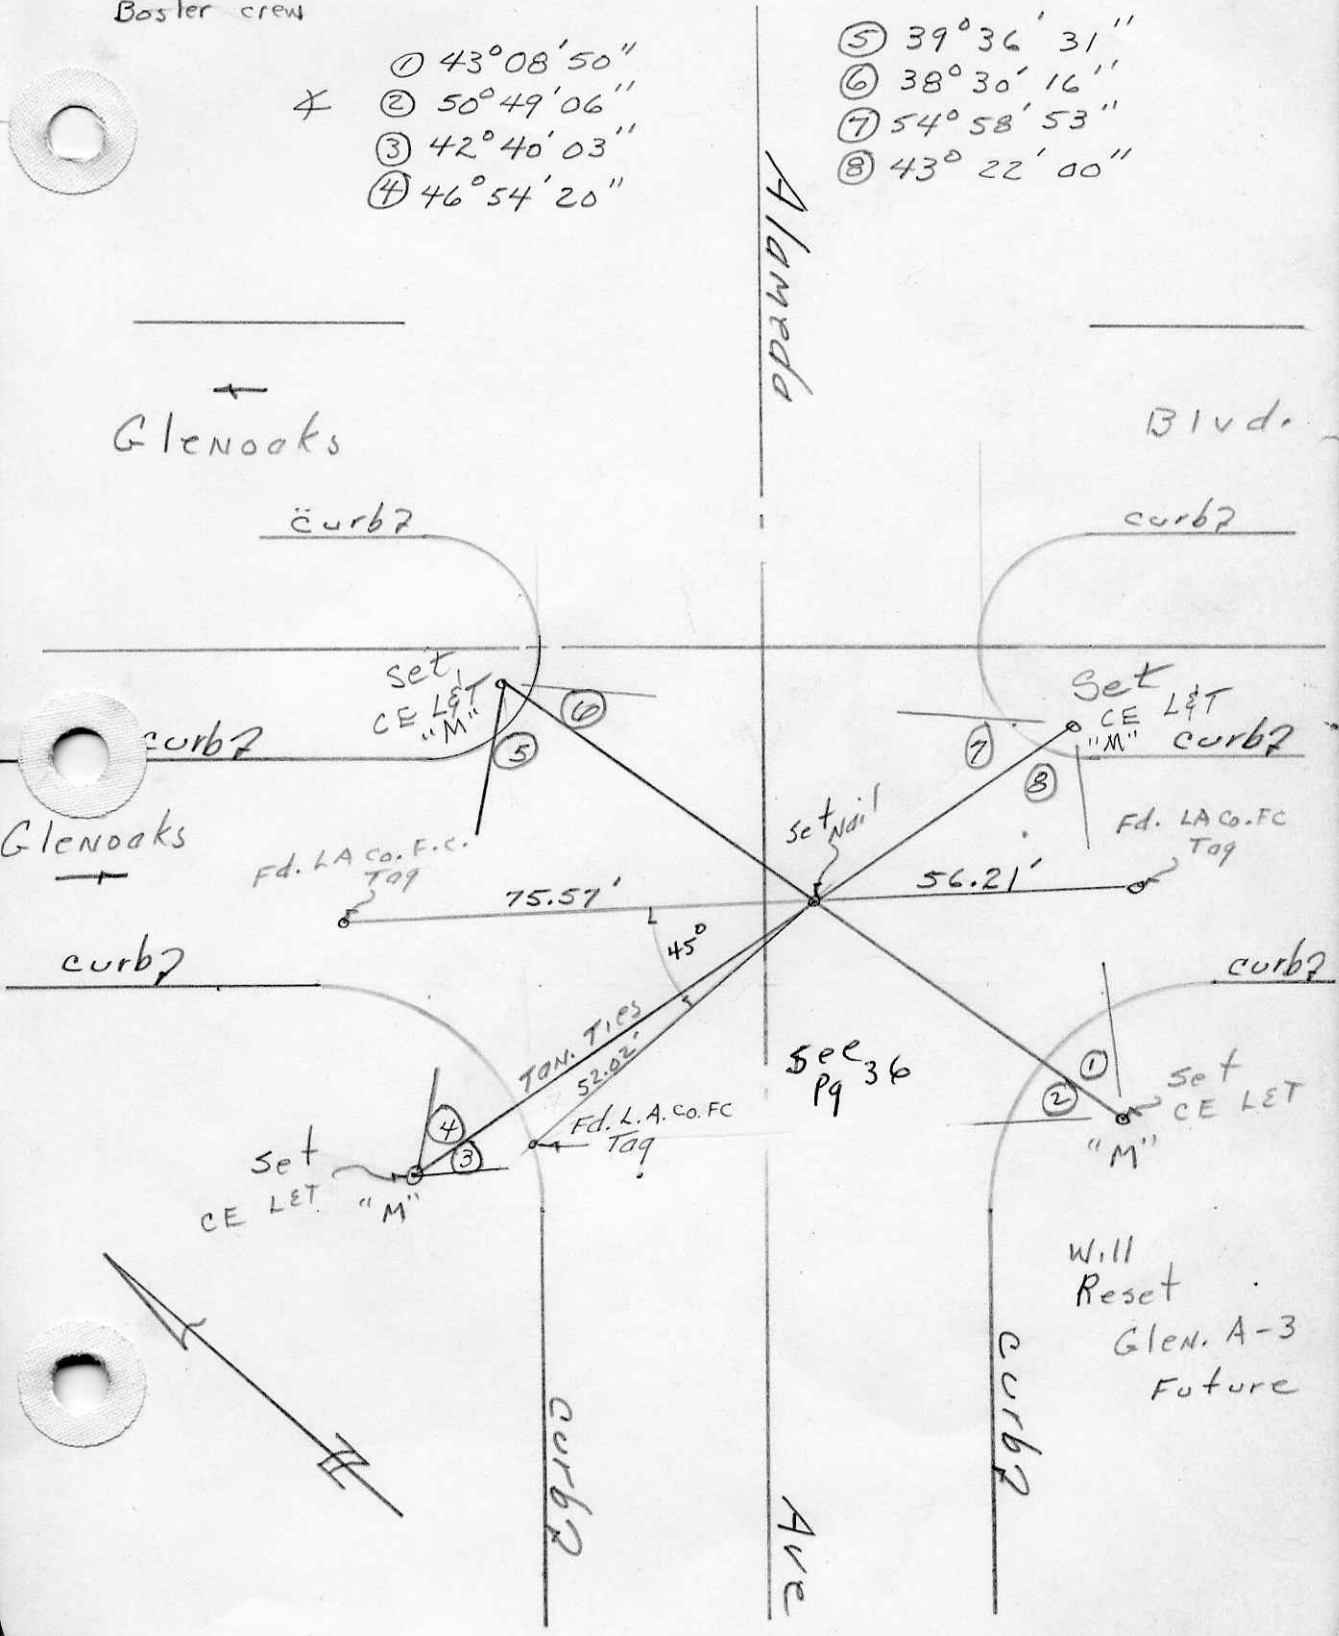 Boster crew
① 43°08'50"
∡ ② 50°49'06"
③ 42°40'03"
④ 46°54'20"
⑤ 39°36'31"
⑥ 38°30'16"
⑦ 54°58'53"
⑧ 43°22'00"
Alameda
Glenoaks
Blvd.
curb
curb
Set
CE L&T
"M"
⑥
⑤
curb
Set
CE L&T
"M"
curb
⑦
⑧
Glenoaks
Fd. LA Co. F.C.
Tag
Set Nail
Fd. LA Co. FC
Tag
75.57'
56.21'
45°
curb
curb
Tan. Ties
52.02'
See
Pg 36
①
②
Set
CE L&T
"M"
④
③
Fd. L.A. Co. FC
Tag
Set
CE L&T.
"M"
Will
Reset
Glen. A-3
Future
curb
curb
Ave